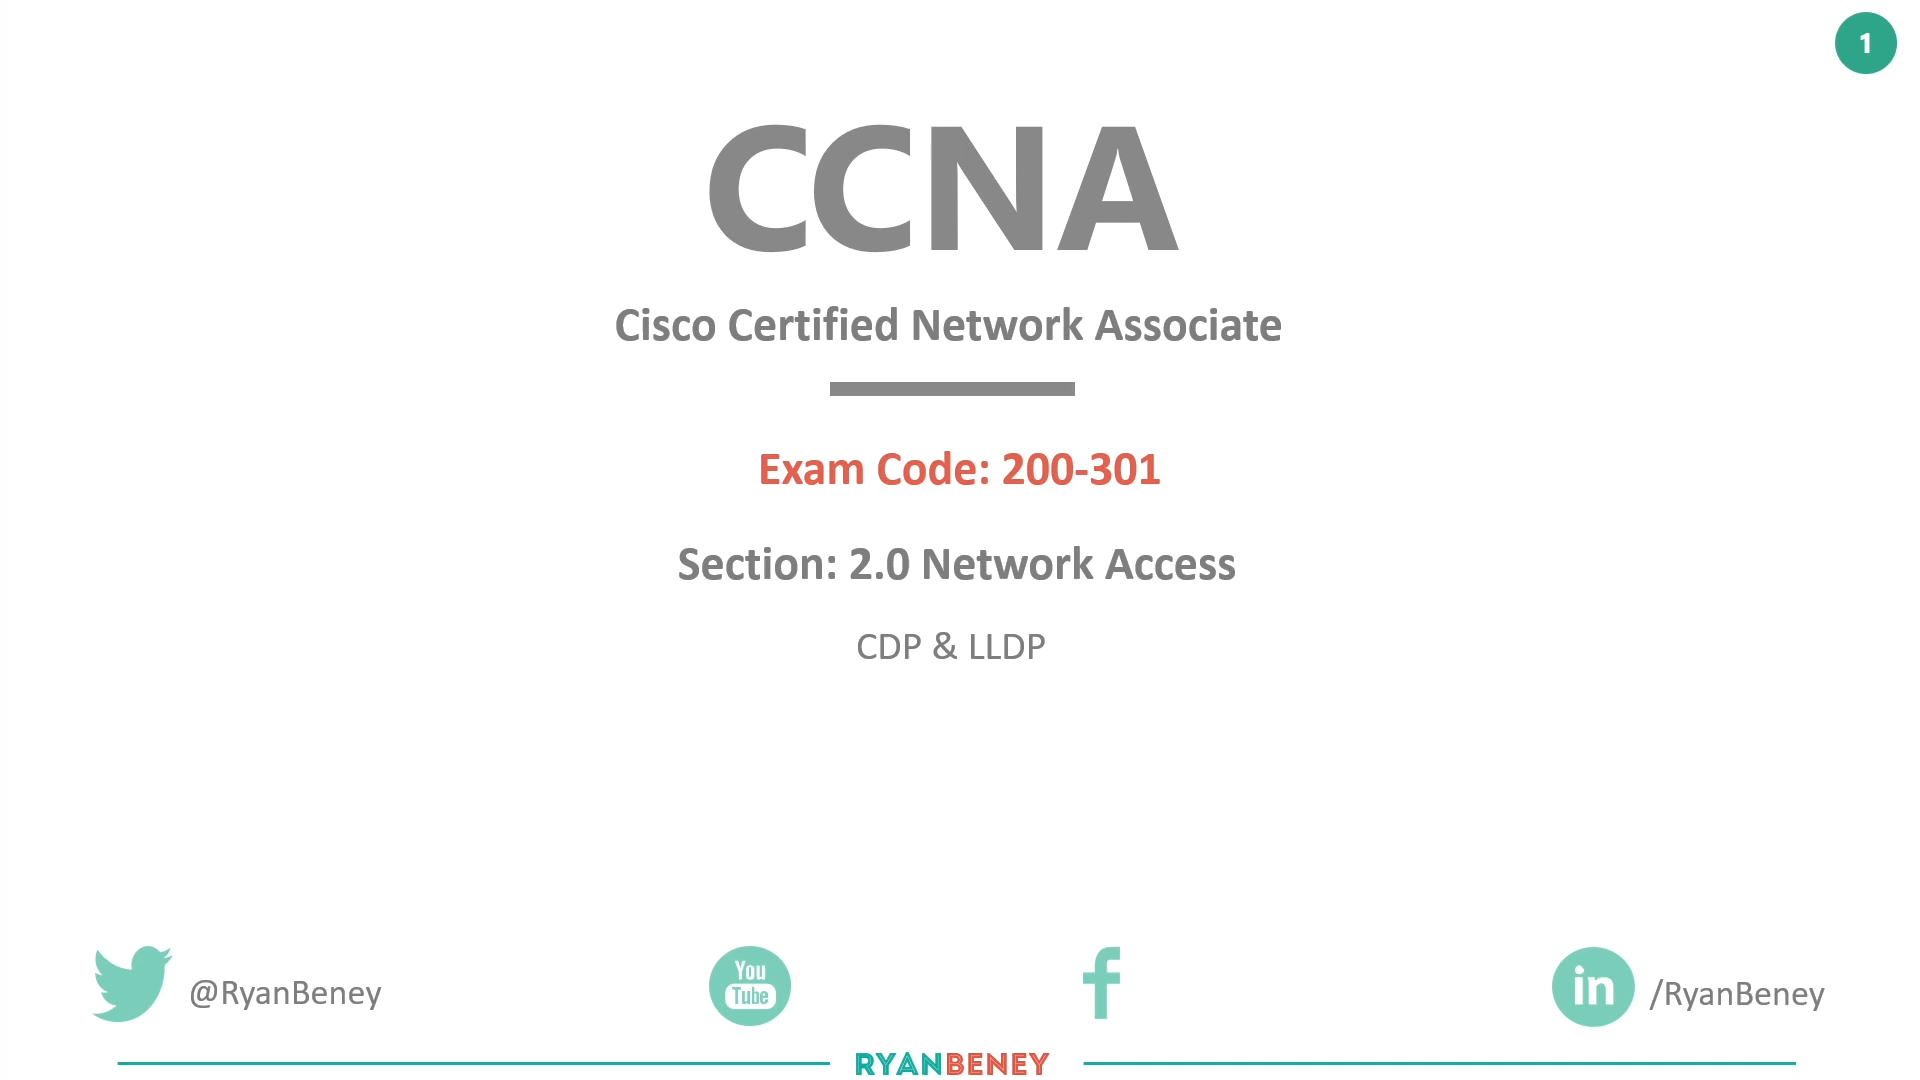 1
CCNA
Cisco Certified Network Associate
Exam Code: 200-301
Section: 2.0 Network Access
CDP & LLDP
@RyanBeney
You
Tube
f
in
/RyanBeney
RYANBENEY